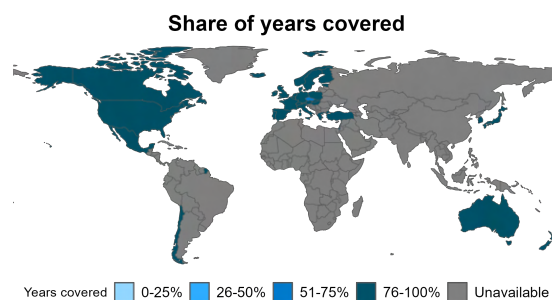 Share of years covered
Years covered 0-25% 26-50% 51-75% 76-100% Unavailable